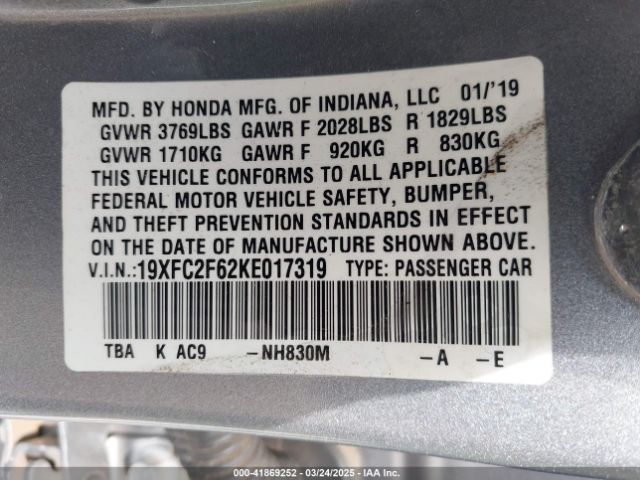 MFD. BY HONDA MFG. OF INDIANA, LLC 01/'19
GVWR 3769LBS GAWR F 2028LBS R 1829LBS
GVWR 1710KG GAWR F 920KG R 830KG
THIS VEHICLE CONFORMS TO ALL APPLICABLE
FEDERAL MOTOR VEHICLE SAFETY, BUMPER,
AND THEFT PREVENTION STANDARDS IN EFFECT
ON THE DATE OF MANUFACTURE SHOWN ABOVE.
V.I.N.:19XFC2F62KE017319 TYPE: PASSENGER CAR
TBA K AC9 -NH830M -A -E
000-41869252 - 03/24/2025 - IAA Inc.